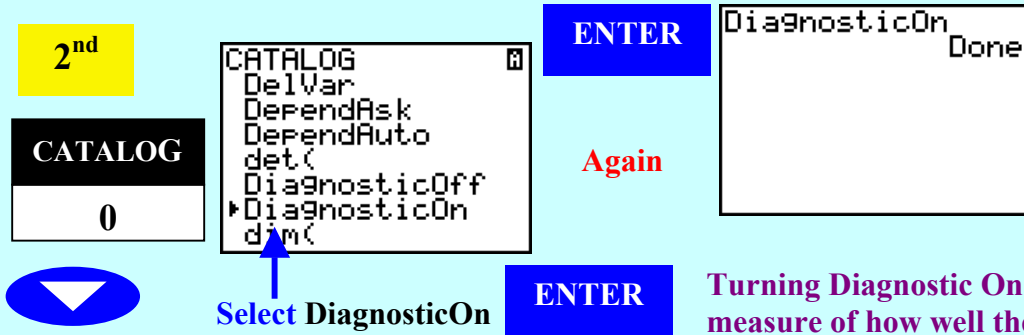 2nd
CATALOG
0
CATALOG
DelVar
DependAsk
DependAuto
det(
DiagnosticOff
DiagnosticOn
dim(
Select DiagnosticOn
ENTER
Again
ENTER
DiagnosticOn
Done
Turning Diagnostic On
measure of how well the